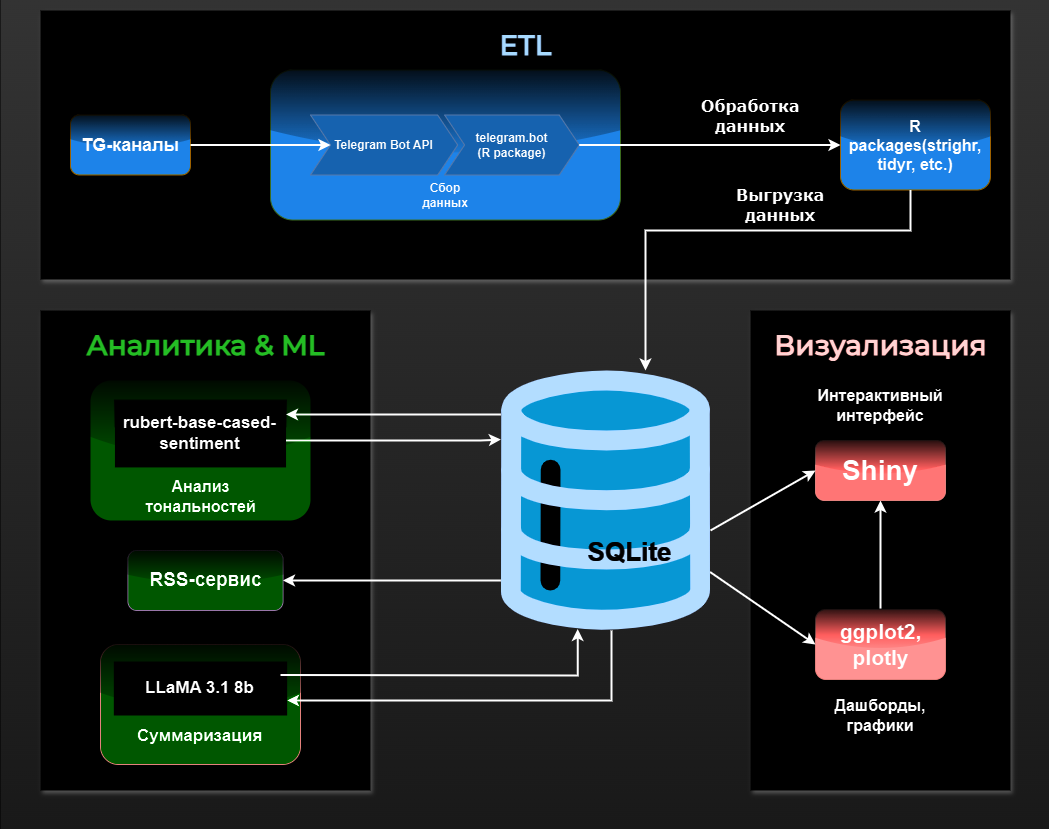 ETL
TG-каналы
Telegram Bot API
telegram.bot
(R package)
Сбор
данных
Обработка
данных
R
packages(strighr,
tidyr, etc.)
Выгрузка
данных
Аналитика & ML
rubert-base-cased-
sentiment
Анализ
тональностей
RSS-сервис
LLaMA 3.1 8b
Суммаризация
SQLite
Визуализация
Интерактивный
интерфейс
Shiny
ggplot2,
plotly
Дашборды,
графики